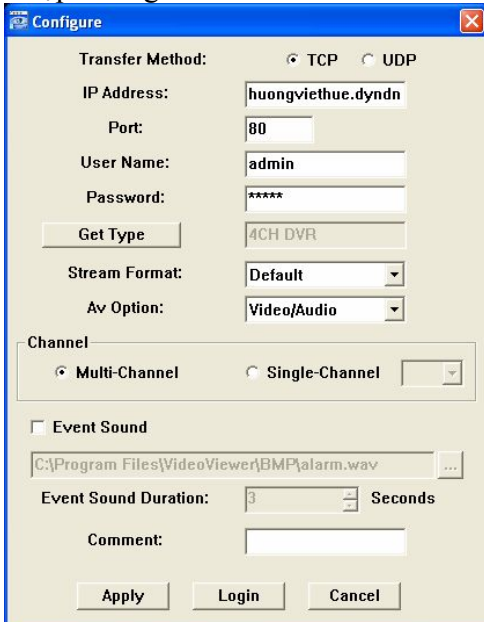 Configure
Transfer Method: TCP UDP
IP Address: huongviethue.dyndn
Port: 80
User Name: admin
Password: *****
Get Type 4CH DVR
Stream Format: Default
Av Option: Video/Audio
Channel
Multi-Channel Single-Channel
Event Sound
C:\Program Files\VideoViewer\BMP\alarm.wav ...
Event Sound Duration: 3 Seconds
Comment:
Apply Login Cancel